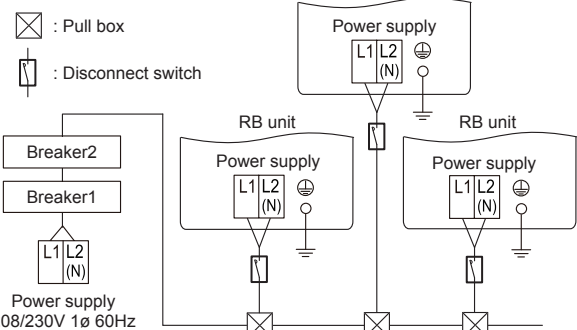 : Pull box
: Disconnect switch
Power supply
L1 L2
(N)
RB unit
Power supply
L1 L2
(N)
RB unit
Power supply
L1 L2
(N)
Breaker2
Breaker1
L1 L2
(N)
Power supply
08/230V 1ø 60Hz